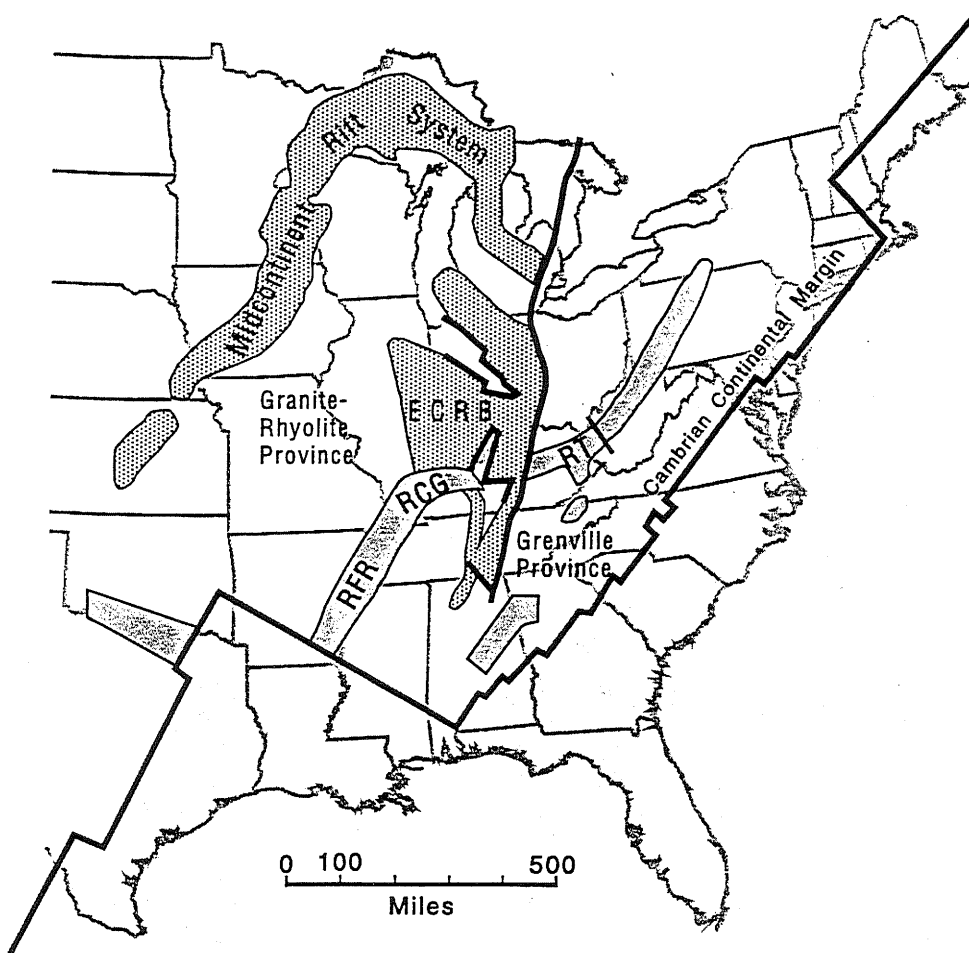 Midcontinent Rift System
Granite-
Rhyolite
Province
E C R B
RCG
RFR
RT
Grenville
Province
Cambrian Continental Margin
0 100 500
Miles